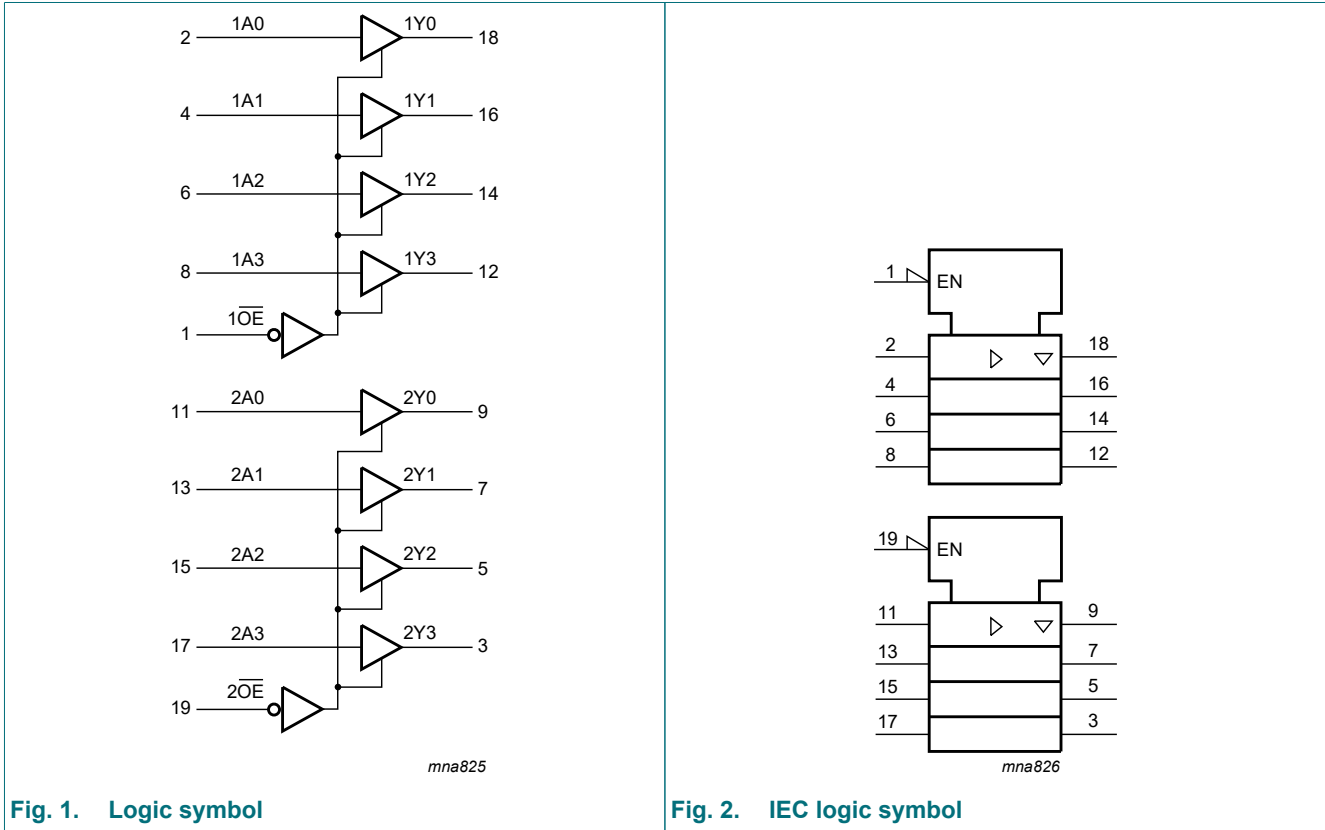 2 1A0 1Y0 18
4 1A1 1Y1 16
6 1A2 1Y2 14
8 1A3 1Y3 12
1 1O̅E̅
11 2A0 2Y0 9
13 2A1 2Y1 7
15 2A2 2Y2 5
17 2A3 2Y3 3
19 2O̅E̅
mna825
Fig. 1. Logic symbol
1 EN
2 18
4 16
6 14
8 12
19 EN
11 9
13 7
15 5
17 3
mna826
Fig. 2. IEC logic symbol